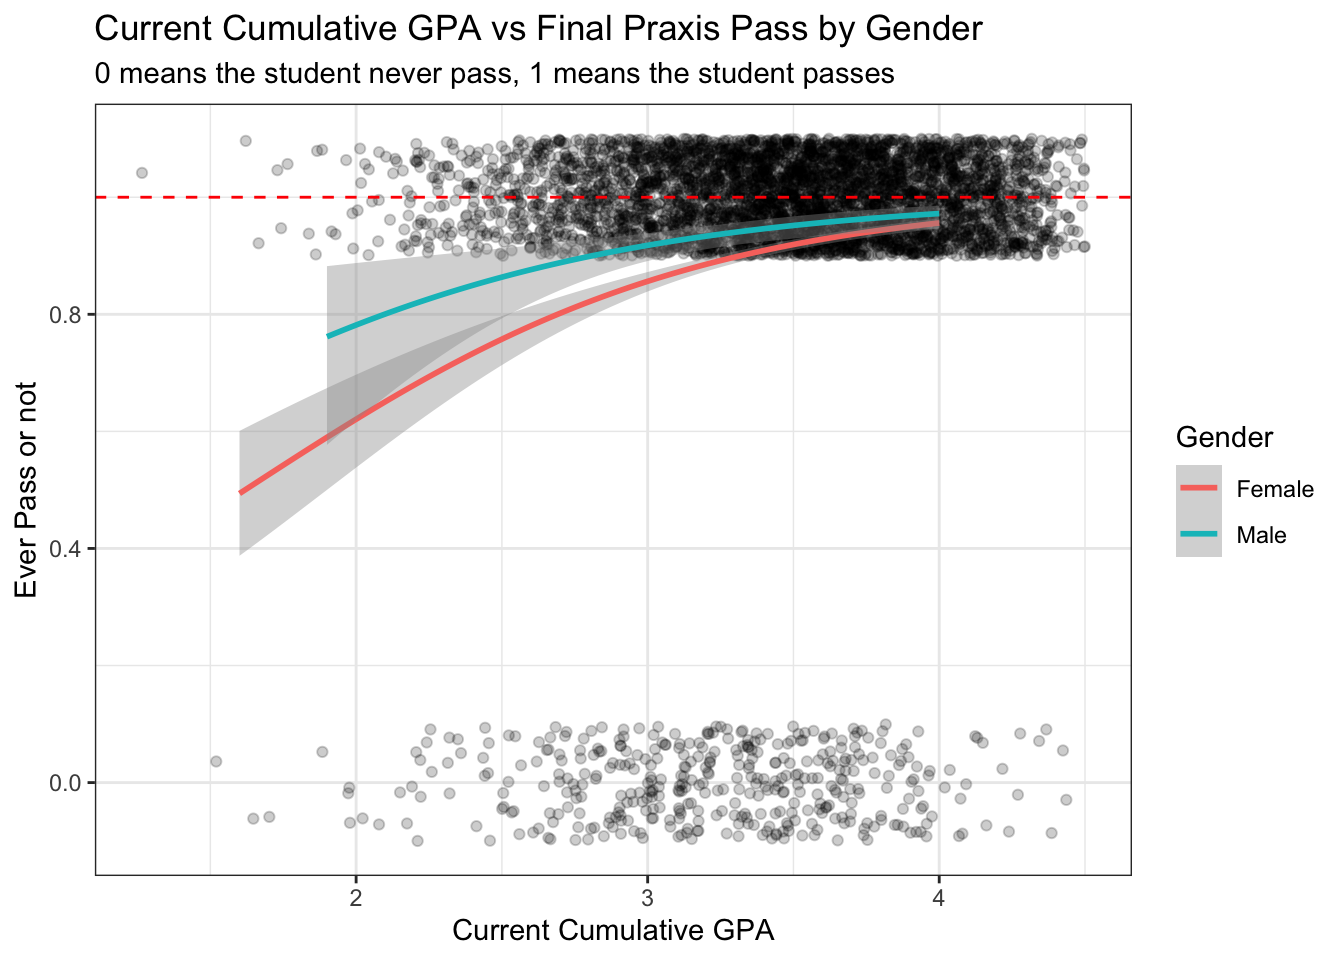 Current Cumulative GPA vs Final Praxis Pass by Gender
0 means the student never pass, 1 means the student passes
Ever Pass or not
0.8
0.4
0.0
2
3
4
Current Cumulative GPA
Gender
Female
Male